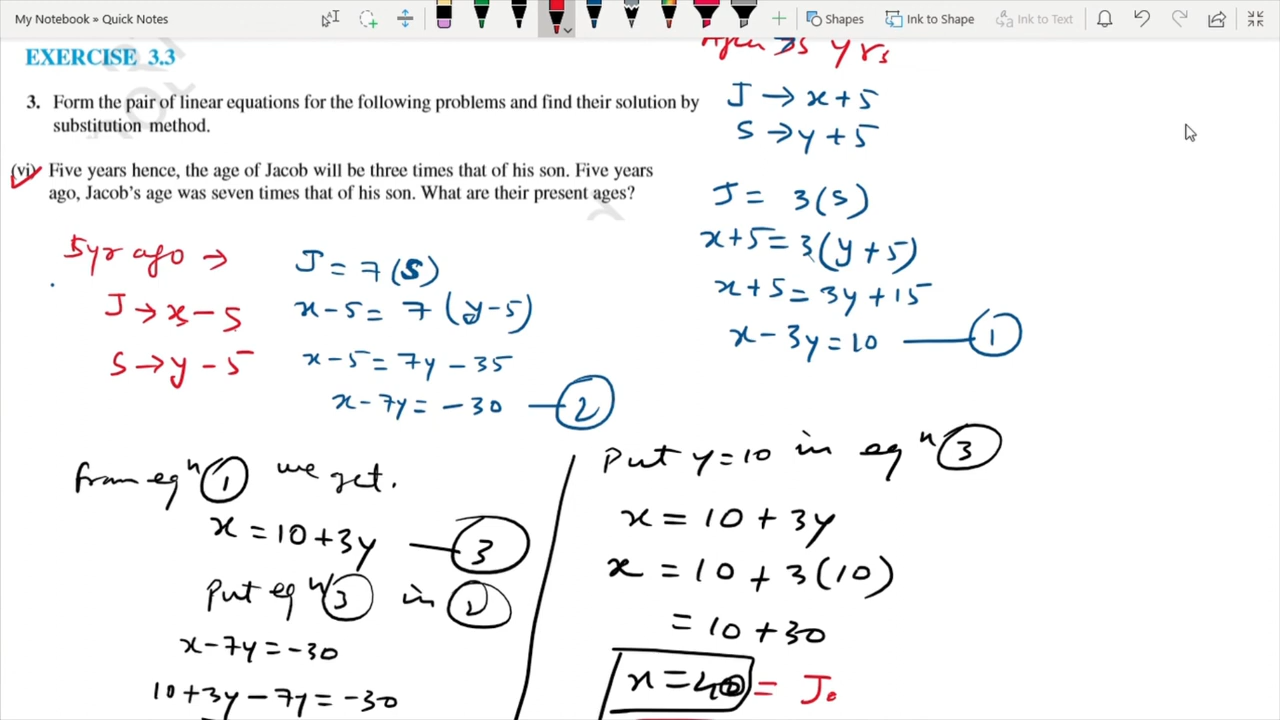 My Notebook » Quick Notes
Shapes
Ink to Shape
Ink to Text
EXERCISE 3.3
3. Form the pair of linear equations for the following problems and find their solution by
substitution method.
(vi) Five years hence, the age of Jacob will be three times that of his son. Five years
ago, Jacob's age was seven times that of his son. What are their present ages?
5yr ago →
J → x - 5
S → y - 5
J = 7 (S)
x - 5 = 7 (y - 5)
x - 5 = 7y - 35
x - 7y = -30 — 2
yrs
J → x + 5
S → y + 5
J = 3(S)
x + 5 = 3(y + 5)
x + 5 = 3y + 15
x - 3y = 10 — 1
from eqⁿ 1 we get.
x = 10 + 3y — 3
Put eqⁿ 3 in 2
x - 7y = -30
10 + 3y - 7y = -30
Put y = 10 in eqⁿ 3
x = 10 + 3y
x = 10 + 3(10)
= 10 + 30
x = 40 = J.